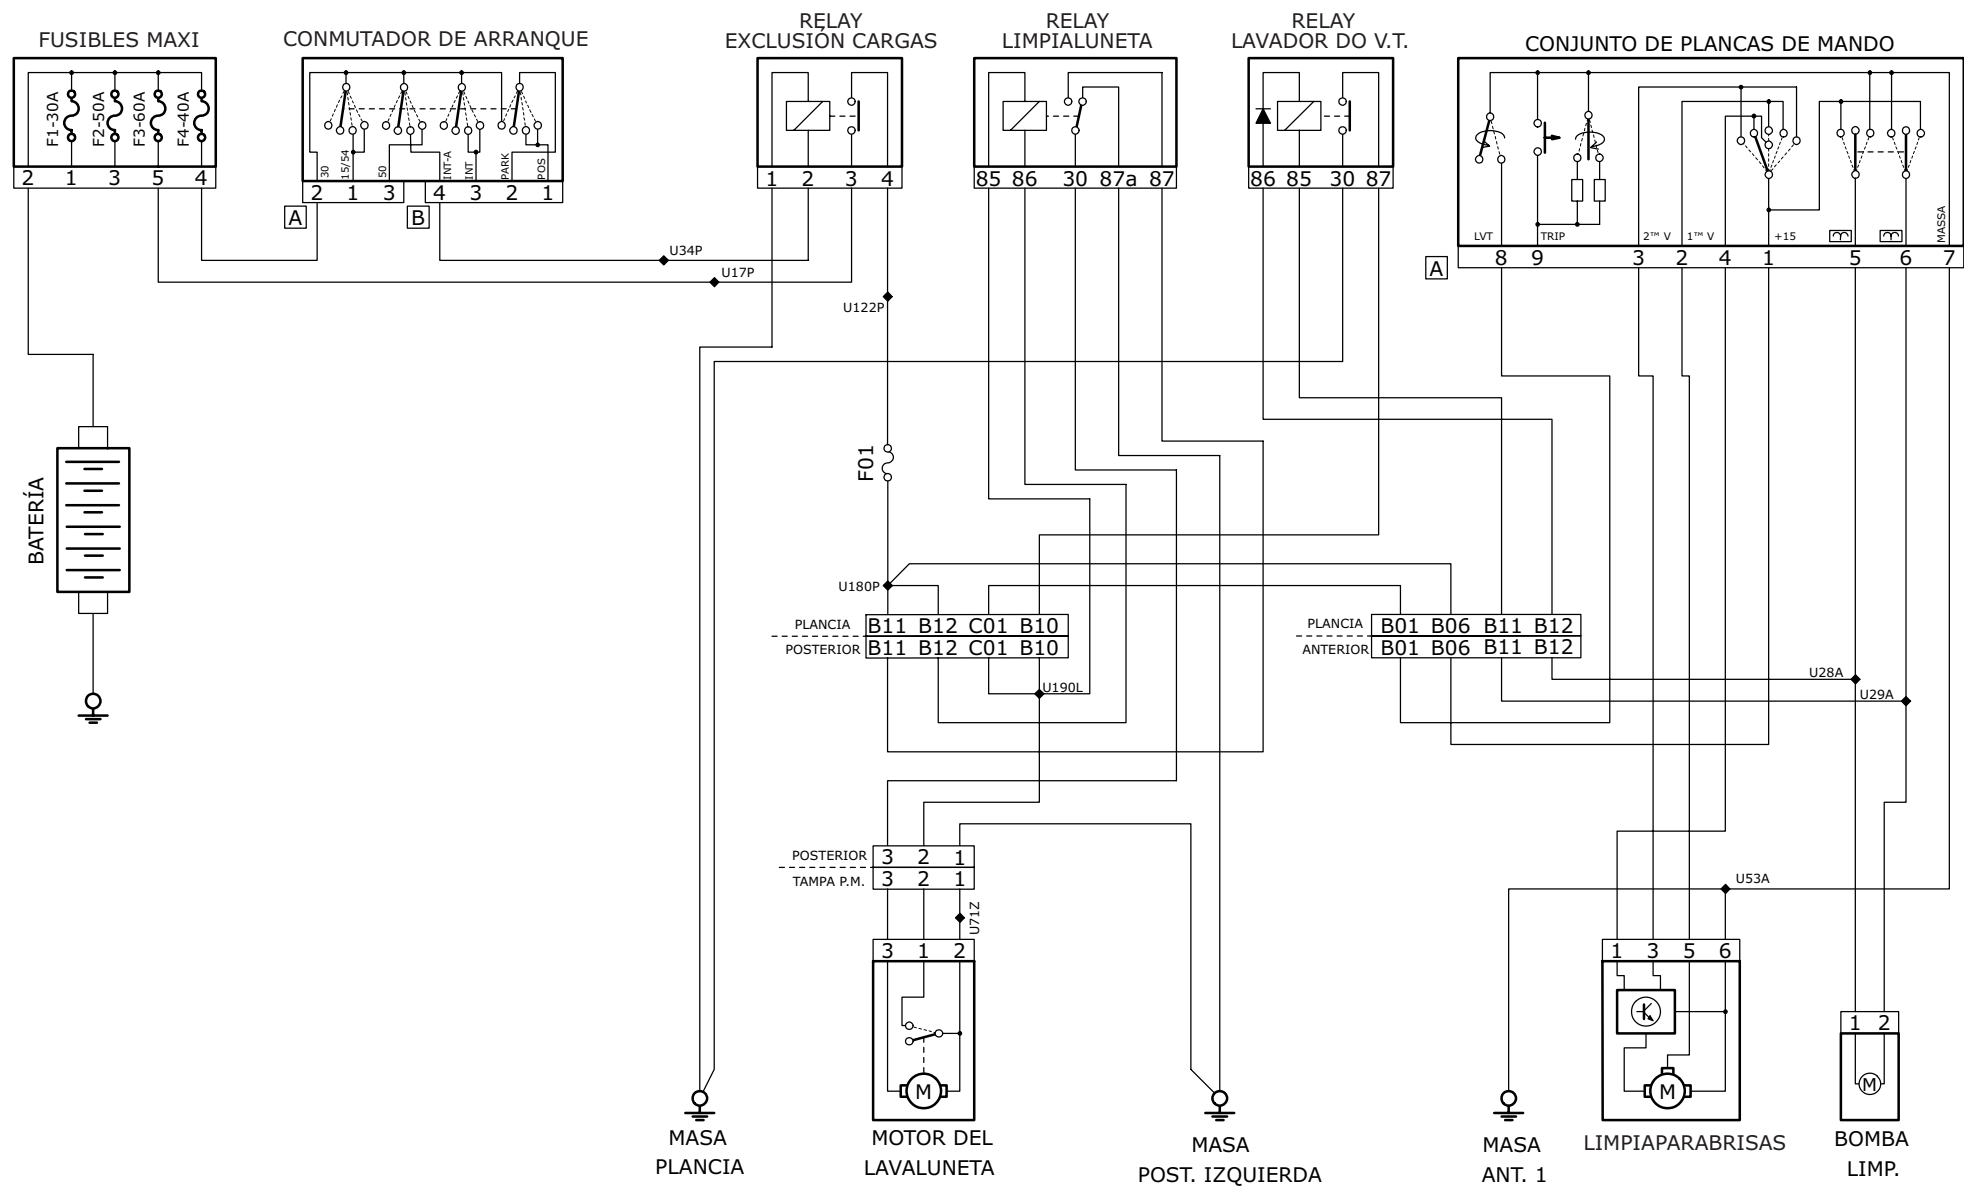 RELAY
EXCLUSIÓN CARGAS
RELAY
LIMPIALUNETA
RELAY
LAVADOR DO V.T.
FUSIBLES MAXI
CONMUTADOR DE ARRANQUE
CONJUNTO DE PLANCAS DE MANDO
F1-30A
F2-50A
F3-60A
F4-40A
2 1 3 5 4
30
15/54
50
INT-A
INT
PARK
POS
2 1 3
4 3 2 1
A
B
1 2 3 4
85 86 30 87a 87
86 85 30 87
LVT
TRIP
2™ V
1™ V
+15
MASSA
8 9 3 2 4 1 5 6 7
A
U34P
U17P
U122P
F01
BATERÍA
U180P
PLANCIA
B11 B12 C01 B10
POSTERIOR
B11 B12 C01 B10
PLANCIA
B01 B06 B11 B12
ANTERIOR
B01 B06 B11 B12
U190L
U28A
U29A
POSTERIOR
3 2 1
TAMPA P.M.
3 2 1
U71Z
U53A
3 1 2
M
1 3 5 6
M
1 2
M
MASA
PLANCIA
MOTOR DEL
LAVALUNETA
MASA
POST. IZQUIERDA
MASA
ANT. 1
LIMPIAPARABRISAS
BOMBA
LIMP.